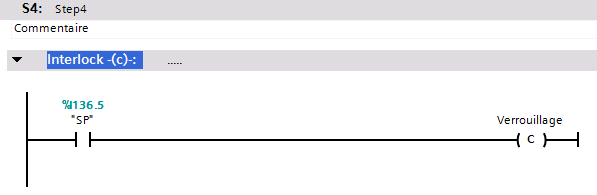 S4: Step4
Commentaire
Interlock -(c)-: .....
%I136.5
"SP"
Verrouillage
C